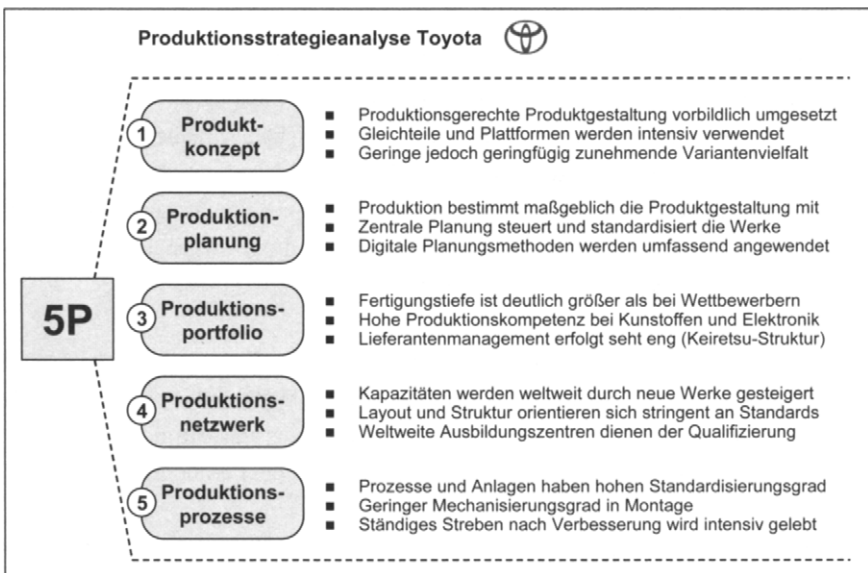 Produktionsstrategieanalyse Toyota
5P
1
Produkt-
konzept
■ Produktionsgerechte Produktgestaltung vorbildlich umgesetzt
■ Gleichteile und Plattformen werden intensiv verwendet
■ Geringe jedoch geringfügig zunehmende Variantenvielfalt
2
Produktion-
planung
■ Produktion bestimmt maßgeblich die Produktgestaltung mit
■ Zentrale Planung steuert und standardisiert die Werke
■ Digitale Planungsmethoden werden umfassend angewendet
3
Produktions-
portfolio
■ Fertigungstiefe ist deutlich größer als bei Wettbewerbern
■ Hohe Produktionskompetenz bei Kunstoffen und Elektronik
■ Lieferantenmanagement erfolgt seht eng (Keiretsu-Struktur)
4
Produktions-
netzwerk
■ Kapazitäten werden weltweit durch neue Werke gesteigert
■ Layout und Struktur orientieren sich stringent an Standards
■ Weltweite Ausbildungszentren dienen der Qualifizierung
5
Produktions-
prozesse
■ Prozesse und Anlagen haben hohen Standardisierungsgrad
■ Geringer Mechanisierungsgrad in Montage
■ Ständiges Streben nach Verbesserung wird intensiv gelebt